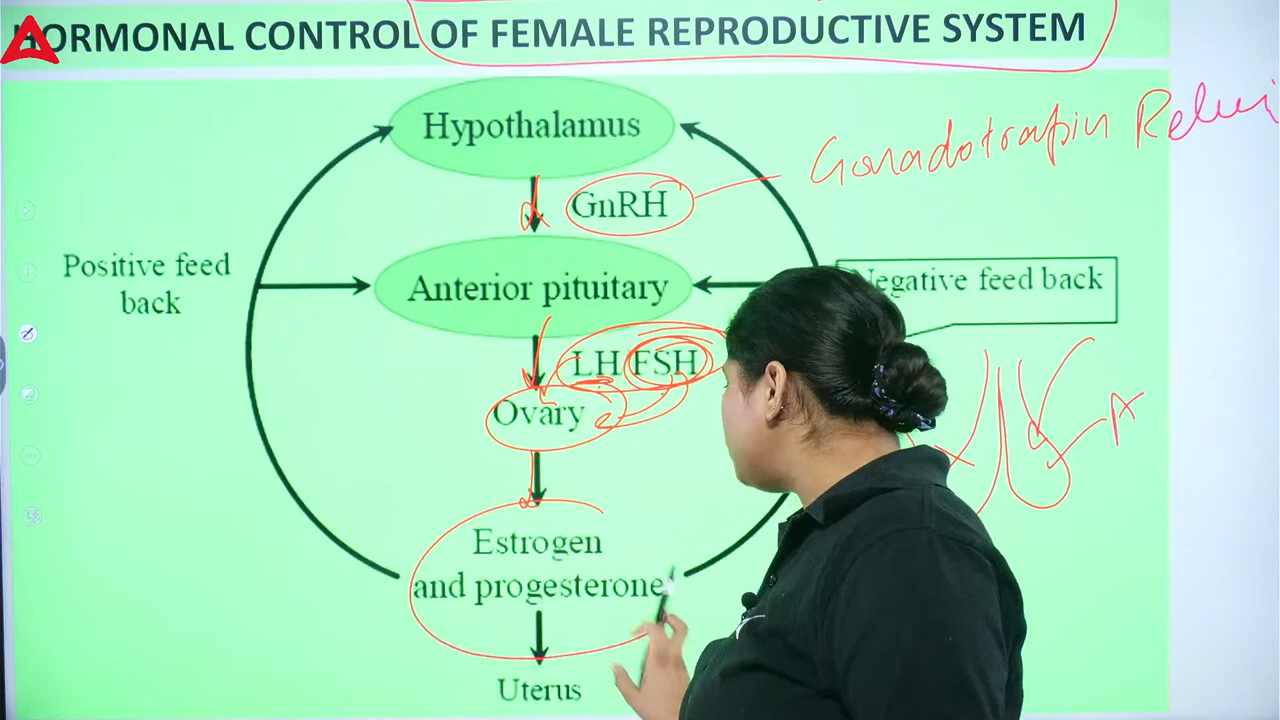 HORMONAL CONTROL OF FEMALE REPRODUCTIVE SYSTEM
Hypothalamus
GnRH
Gonadotropin
Positive feed
back
Anterior pituitary
Negative feed back
LH FSH
Ovary
A
Estrogen
and progesterone
Uterus